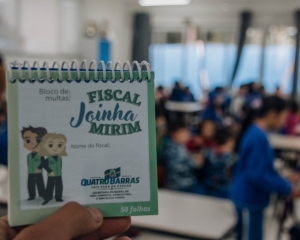 Bloco de
multas:
FISCAL
Joinha
MIRIM
Nome do fiscal:
QUATRO BARRAS
50 folhas